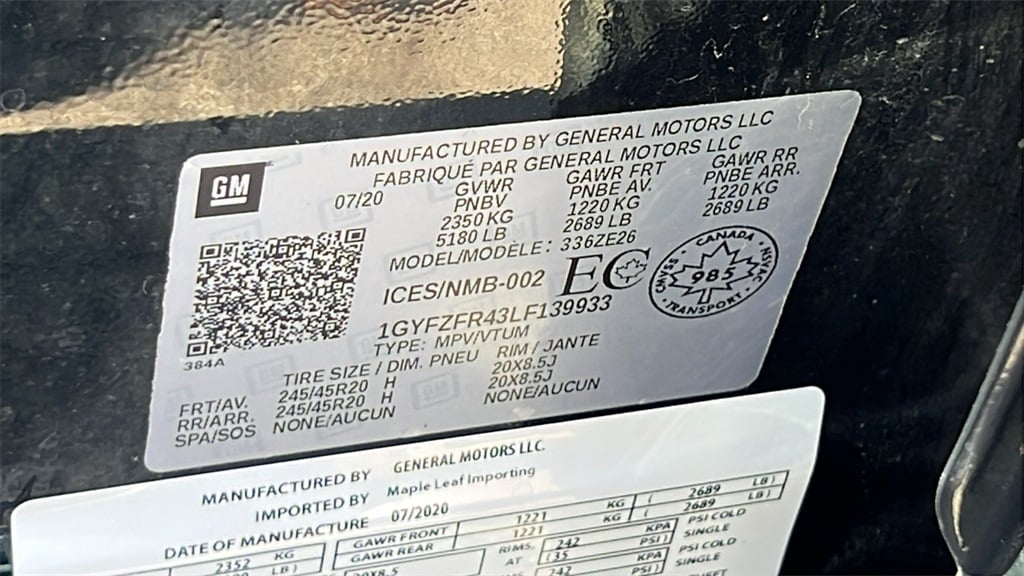 MANUFACTURED BY GENERAL MOTORS LLC
FABRIQUÉ PAR GENERAL MOTORS LLC
GM
07/20 GVWR GAWR FRT GAWR RR
PNBV PNBE AV. PNBE ARR.
2350 KG 1220 KG 1220 KG
5180 LB 2689 LB 2689 LB
MODEL/MODÈLE: 336ZE26
ICES/NMB-002 EC
CANADA
985
TRANSPORT
NSVAC
1GYFZFR43LF139933
384A
TYPE: MPV/VTUM
TIRE SIZE / DIM. PNEU RIM / JANTE
FRT/AV. 245/45R20 H 20X8.5J
RR/ARR. 245/45R20 H 20X8.5J
SPA/SOS NONE/AUCUN NONE/AUCUN
MANUFACTURED BY GENERAL MOTORS LLC.
IMPORTED BY Maple Leaf Importing
DATE OF MANUFACTURE 07/2020
GAWR FRONT 1221 KG ( 2689 LB )
2352 KG GAWR REAR 1221 KG ( 2689 LB )
LB ) 20X8.5 RIMS, 242 KPA PSI COLD
AT (35 PSI ) SINGLE
242 KPA PSI COLD
PSI ) SINGLE